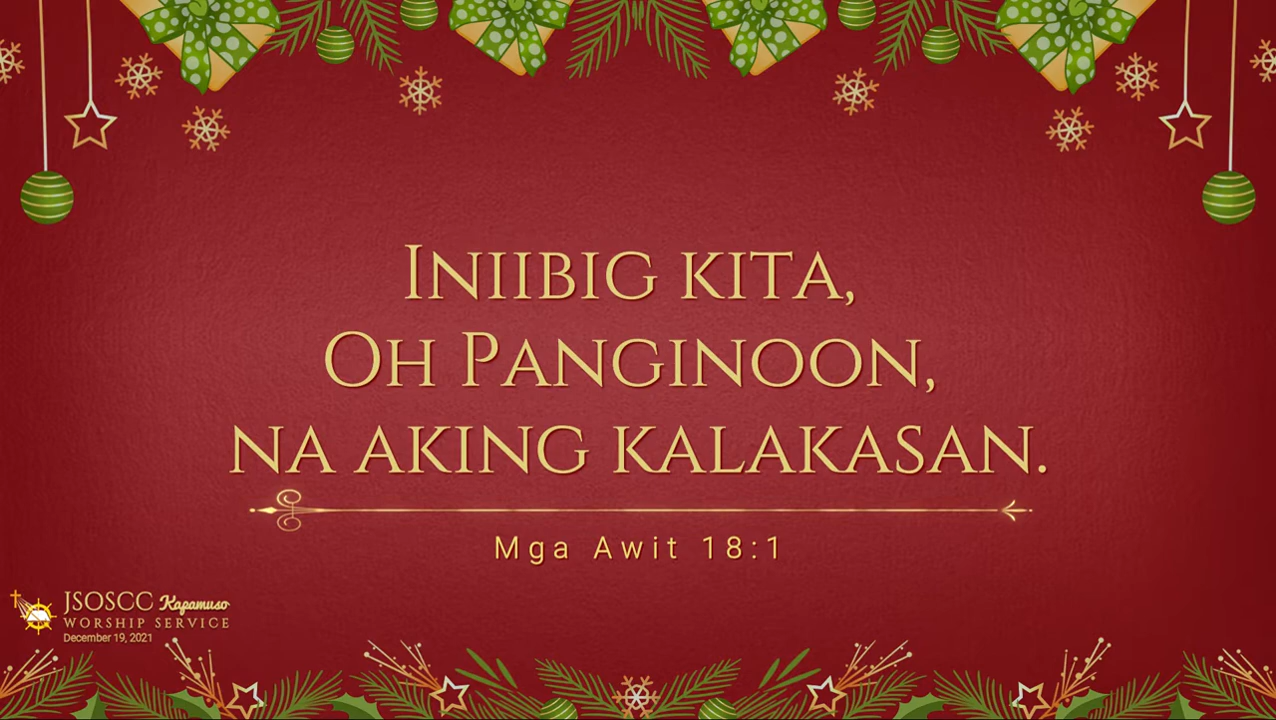 Iniibig kita,
Oh Panginoon,
na aking kalakasan.
Mga Awit 18:1
JSOSCC Kapamuso
WORSHIP SERVICE
December 19, 2021